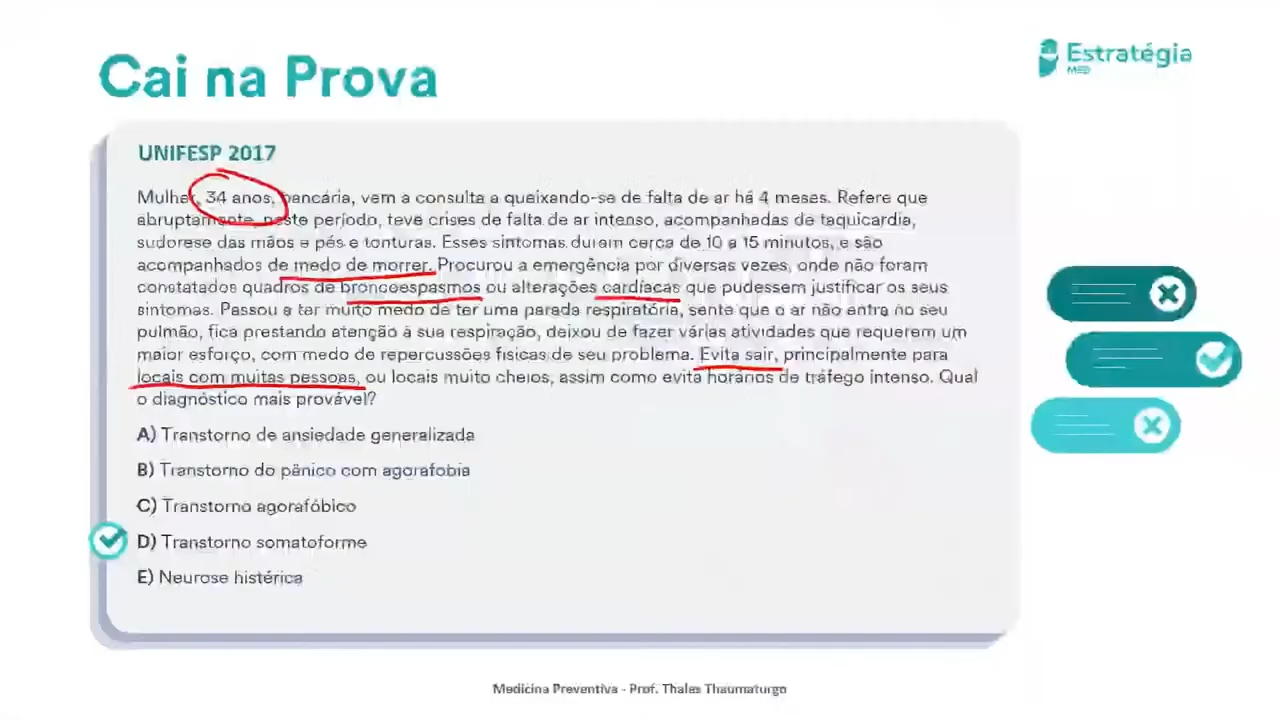 Cai na Prova
Estratégia
MED
UNIFESP 2017
Mulher, 34 anos, bancária, vem a consulta a queixando-se de falta de ar há 4 meses. Refere que
abruptamente, neste período, teve crises de falta de ar intenso, acompanhadas de taquicardia,
sudorese das mãos e pés e tonturas. Esses sintomas duram cerca de 10 a 15 minutos, e são
acompanhados de medo de morrer. Procurou a emergência por diversas vezes, onde não foram
constatados quadros de broncoespasmos ou alterações cardíacas que pudessem justificar os seus
sintomas. Passou a ter muito medo de ter uma parada respiratória, sente que o ar não entra no seu
pulmão, fica prestando atenção à sua respiração, deixou de fazer várias atividades que requerem um
maior esforço, com medo de repercussões físicas de seu problema. Evita sair, principalmente para
locais com muitas pessoas, ou locais muito cheios, assim como evita horários de tráfego intenso. Qual
o diagnóstico mais provável?
A) Transtorno de ansiedade generalizada
B) Transtorno do pânico com agorafobia
C) Transtorno agorafóbico
D) Transtorno somatoforme
E) Neurose histérica
Medicina Preventiva - Prof. Thales Thaumaturgo